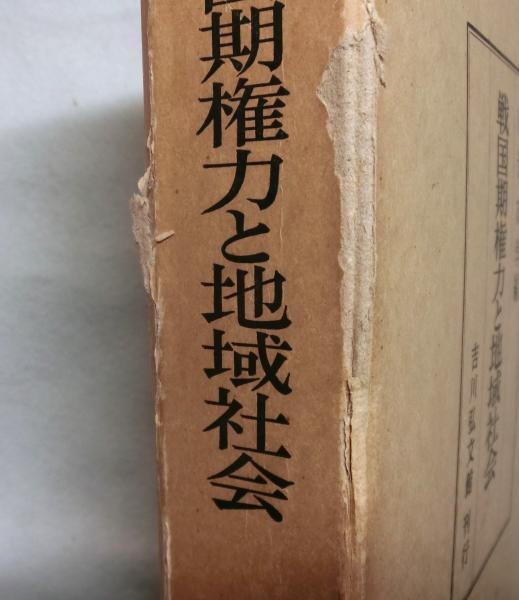 国期権力と地域社会
戦国期権力と地域社会
吉川弘文館刊行